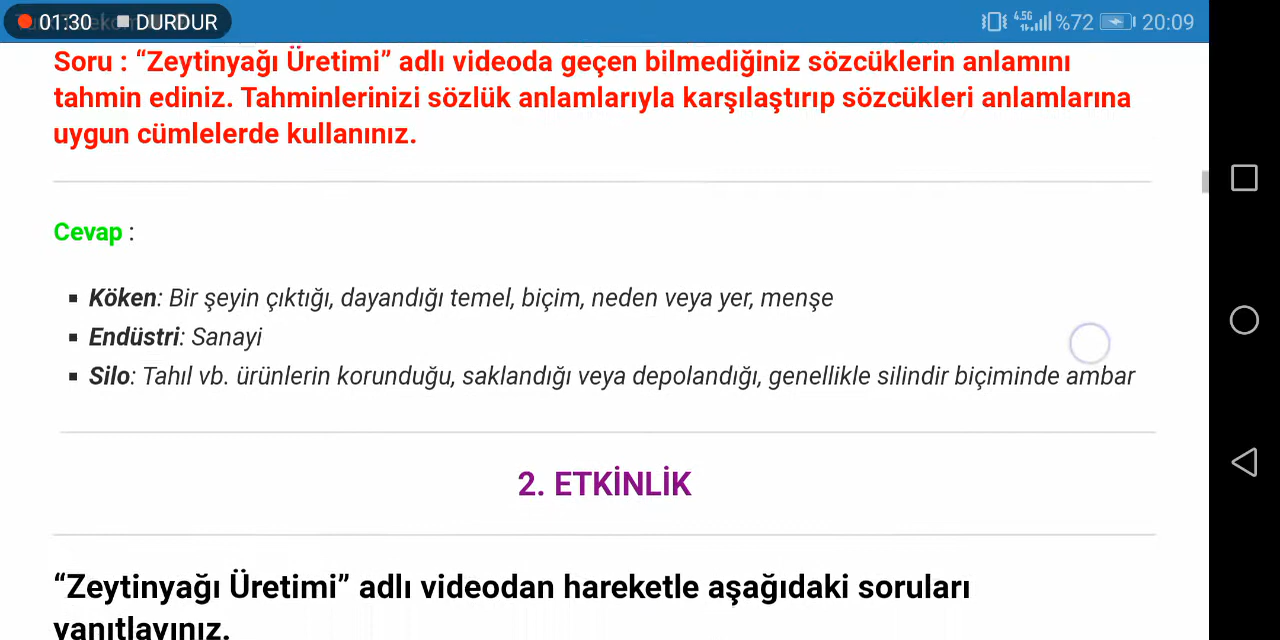 01:30 DURDUR
4.5G %72 20:09
Soru : “Zeytinyağı Üretimi” adlı videoda geçen bilmediğiniz sözcüklerin anlamını
tahmin ediniz. Tahminlerinizi sözlük anlamlarıyla karşılaştırıp sözcükleri anlamlarına
uygun cümlelerde kullanınız.
Cevap :
▪ Köken: Bir şeyin çıktığı, dayandığı temel, biçim, neden veya yer, menşe
▪ Endüstri: Sanayi
▪ Silo: Tahıl vb. ürünlerin korunduğu, saklandığı veya depolandığı, genellikle silindir biçiminde ambar
2. ETKİNLİK
“Zeytinyağı Üretimi” adlı videodan hareketle aşağıdaki soruları
yanıtlayınız.